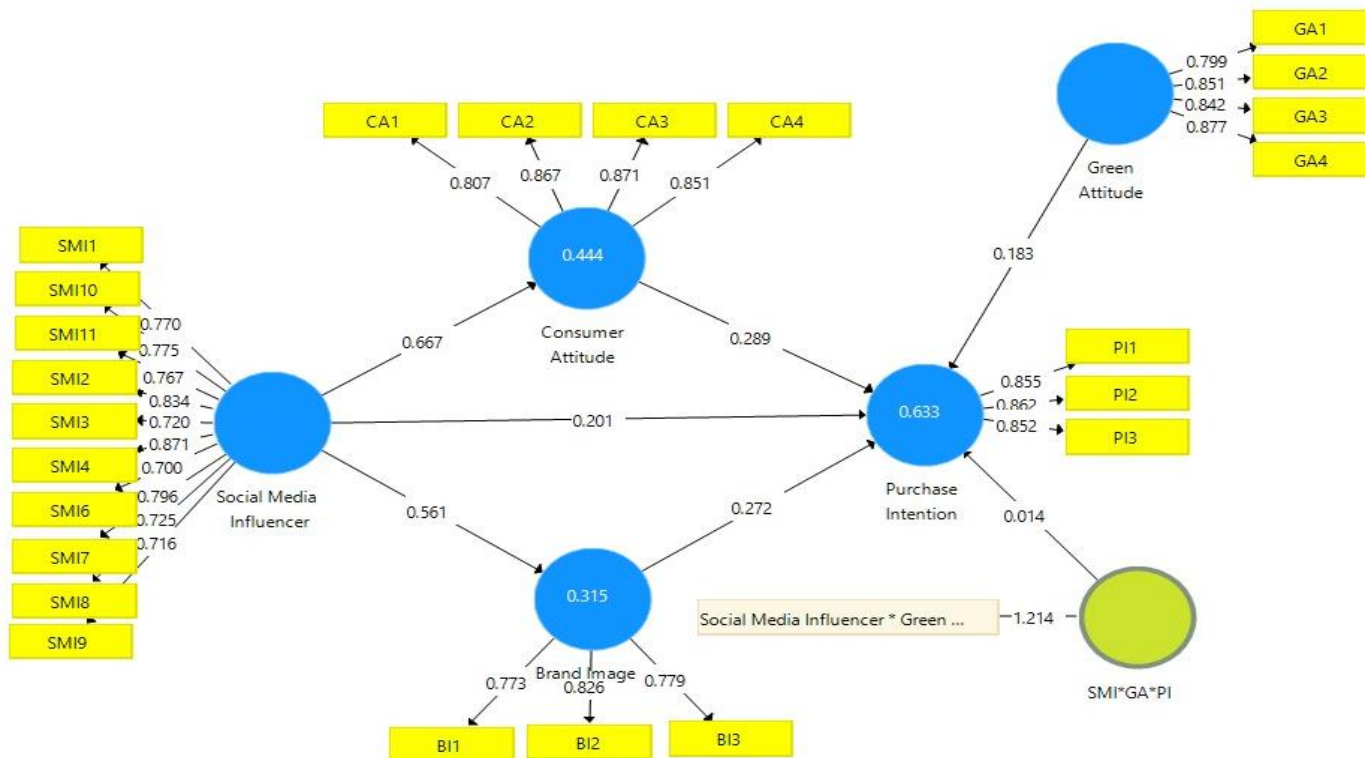 GA1
0.799
GA2
0.851
0.842
GA3
0.877
GA4
Green
Attitude
0.183
CA1
CA2
CA3
CA4
0.807
0.867
0.871
0.851
0.444
Consumer
Attitude
0.667
0.289
SMI1
SMI10
SMI11
SMI2
SMI3
SMI4
SMI6
SMI7
SMI8
SMI9
0.770
0.775
0.767
0.834
0.720
0.871
0.700
0.796
0.725
0.716
Social Media
Influencer
0.201
0.561
0.272
0.633
Purchase
Intention
0.855
0.862
0.852
PI1
PI2
PI3
0.014
0.315
Brand Image
0.773
0.826
0.779
BI1
BI2
BI3
Social Media Influencer * Green ...
1.214
SMI*GA*PI